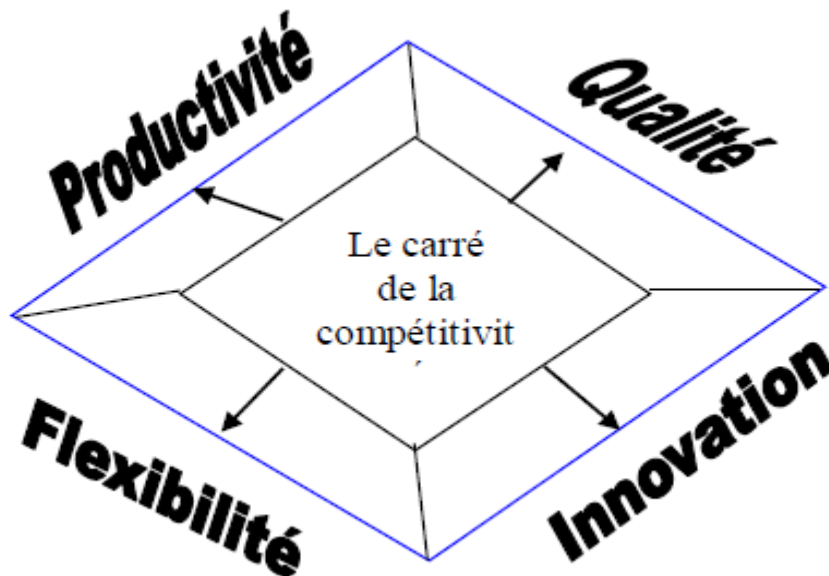 Productivité
Qualité
Le carré
de la
compétitivit
Flexibilité
Innovation